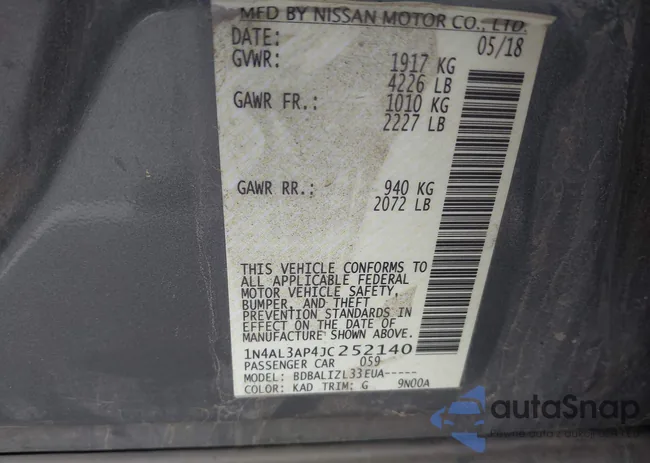 MFD BY NISSAN MOTOR CO., LTD.
DATE: 05/18
GVWR: 1917 KG
4226 LB
GAWR FR.: 1010 KG
2227 LB
GAWR RR.: 940 KG
2072 LB
THIS VEHICLE CONFORMS TO
ALL APPLICABLE FEDERAL
MOTOR VEHICLE SAFETY,
BUMPER, AND THEFT
PREVENTION STANDARDS IN
EFFECT ON THE DATE OF
MANUFACTURE SHOWN ABOVE.
1N4AL3AP4JC252140
PASSENGER CAR 059
MODEL: BDBALIZL33EUA-----
COLOR: KAD TRIM: G 9N00A
autaSnap
pewne auta z autosnap